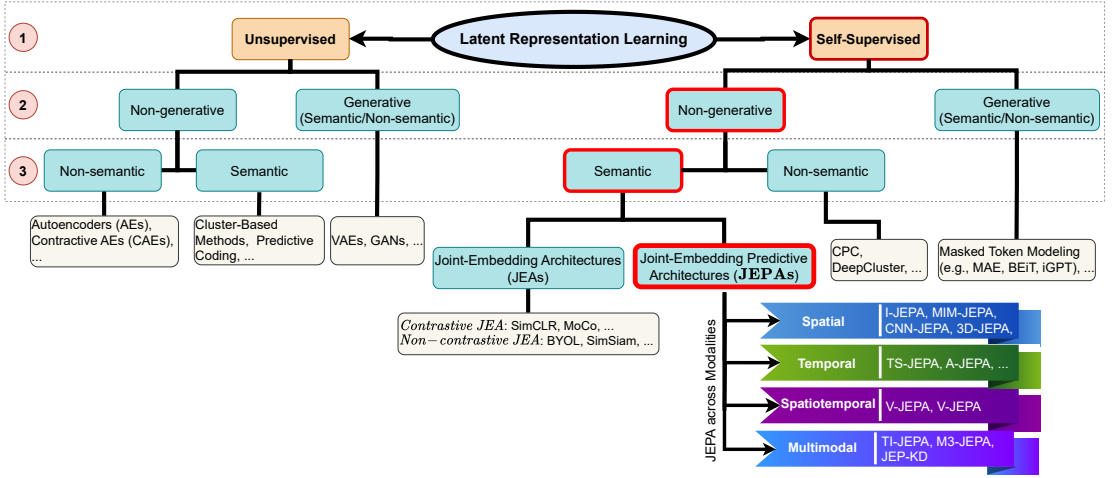 1
Unsupervised
Latent Representation Learning
Self-Supervised
2
Non-generative
Generative
(Semantic/Non-semantic)
Non-generative
Generative
(Semantic/Non-semantic)
3
Non-semantic
Semantic
Semantic
Non-semantic
Autoencoders (AEs),
Contractive AEs (CAEs),
...
Cluster-Based
Methods, Predictive
Coding, ...
VAEs, GANs, ...
Joint-Embedding Architectures
(JEAs)
Joint-Embedding Predictive
Architectures (JEPAs)
CPC,
DeepCluster, ...
Masked Token Modeling
(e.g., MAE, BEiT, iGPT), ...
Contrastive JEA: SimCLR, MoCo, ...
Non-contrastive JEA: BYOL, SimSiam, ...
JEPA across Modalities
Spatial
I-JEPA, MIM-JEPA,
CNN-JEPA, 3D-JEPA,
Temporal
TS-JEPA, A-JEPA, ...
Spatiotemporal
V-JEPA, V-JEPA
Multimodal
TI-JEPA, M3-JEPA,
JEP-KD